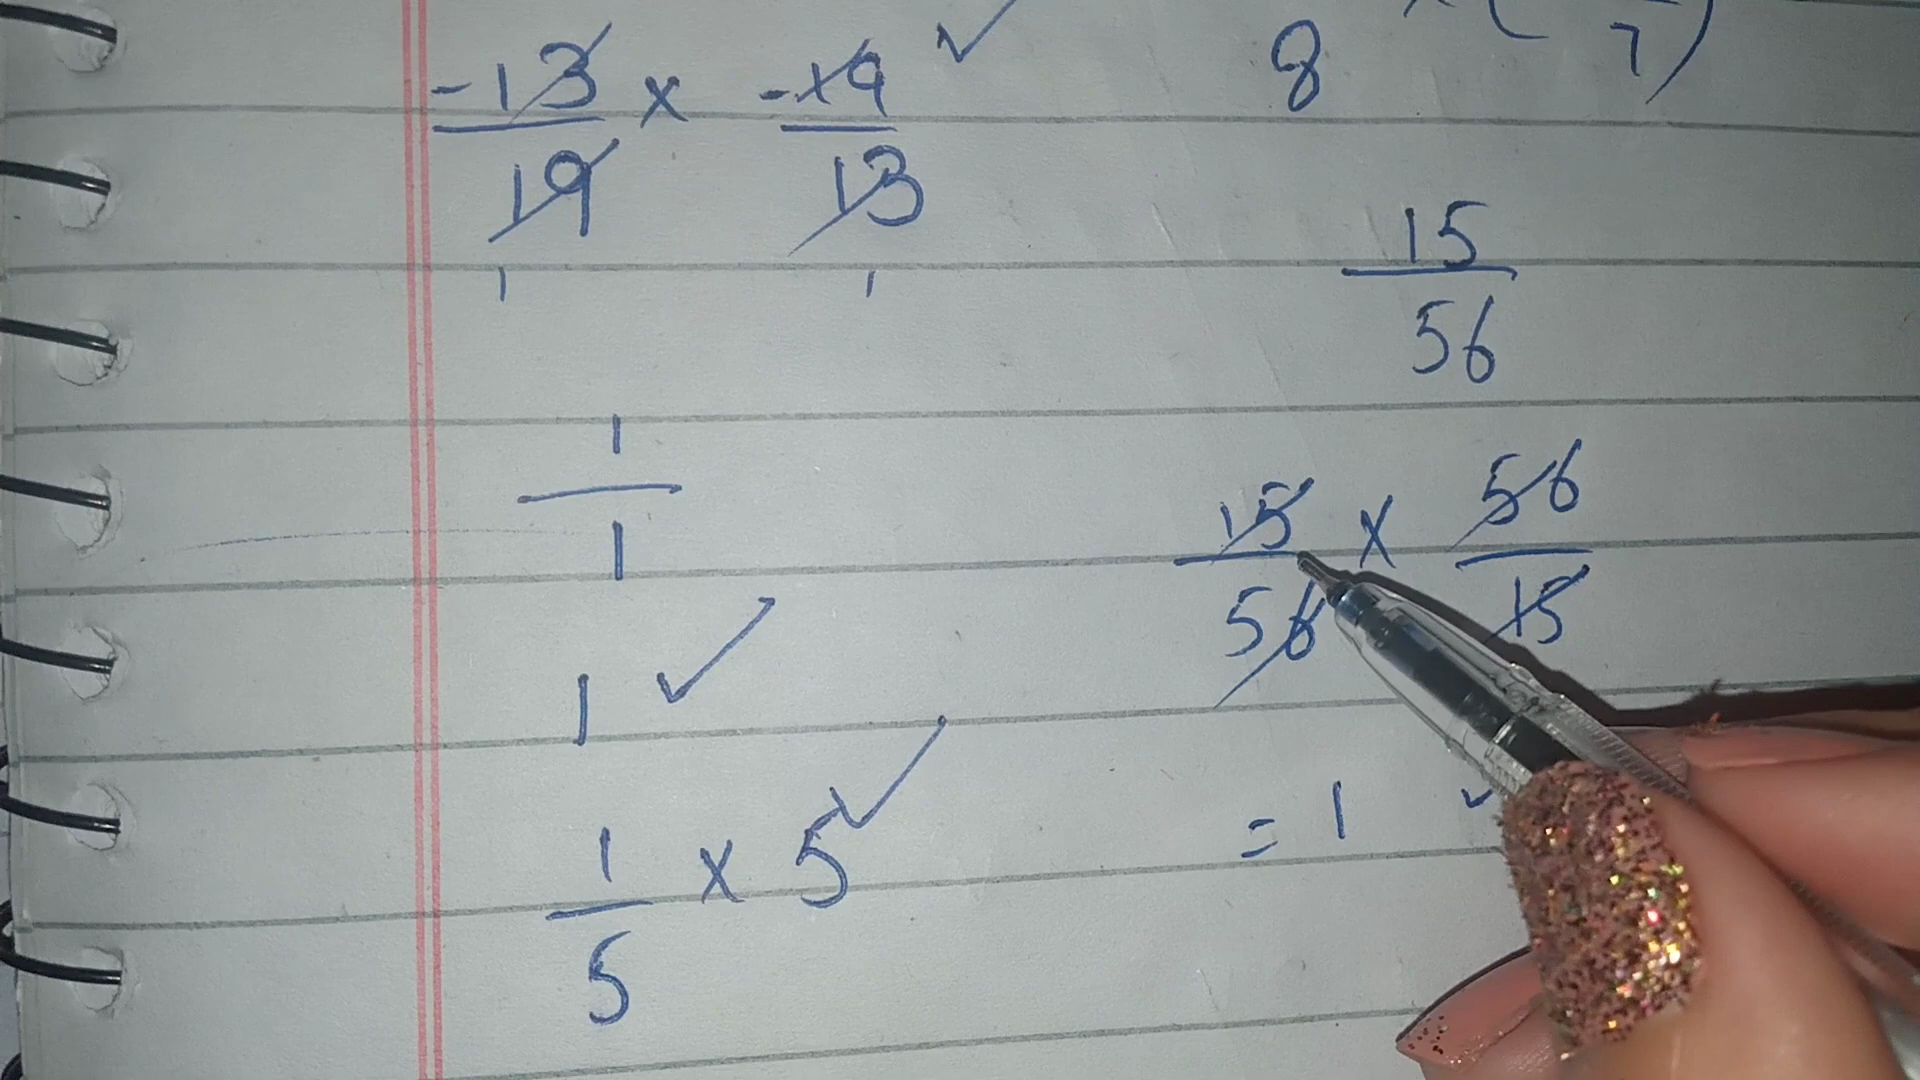 -13/19 × -19/13 ✓
1 1
1/1
1 ✓
1/5 × 5 ✓
8 × ( /7)
15/56
15/56 × 56/15
= 1 ✓